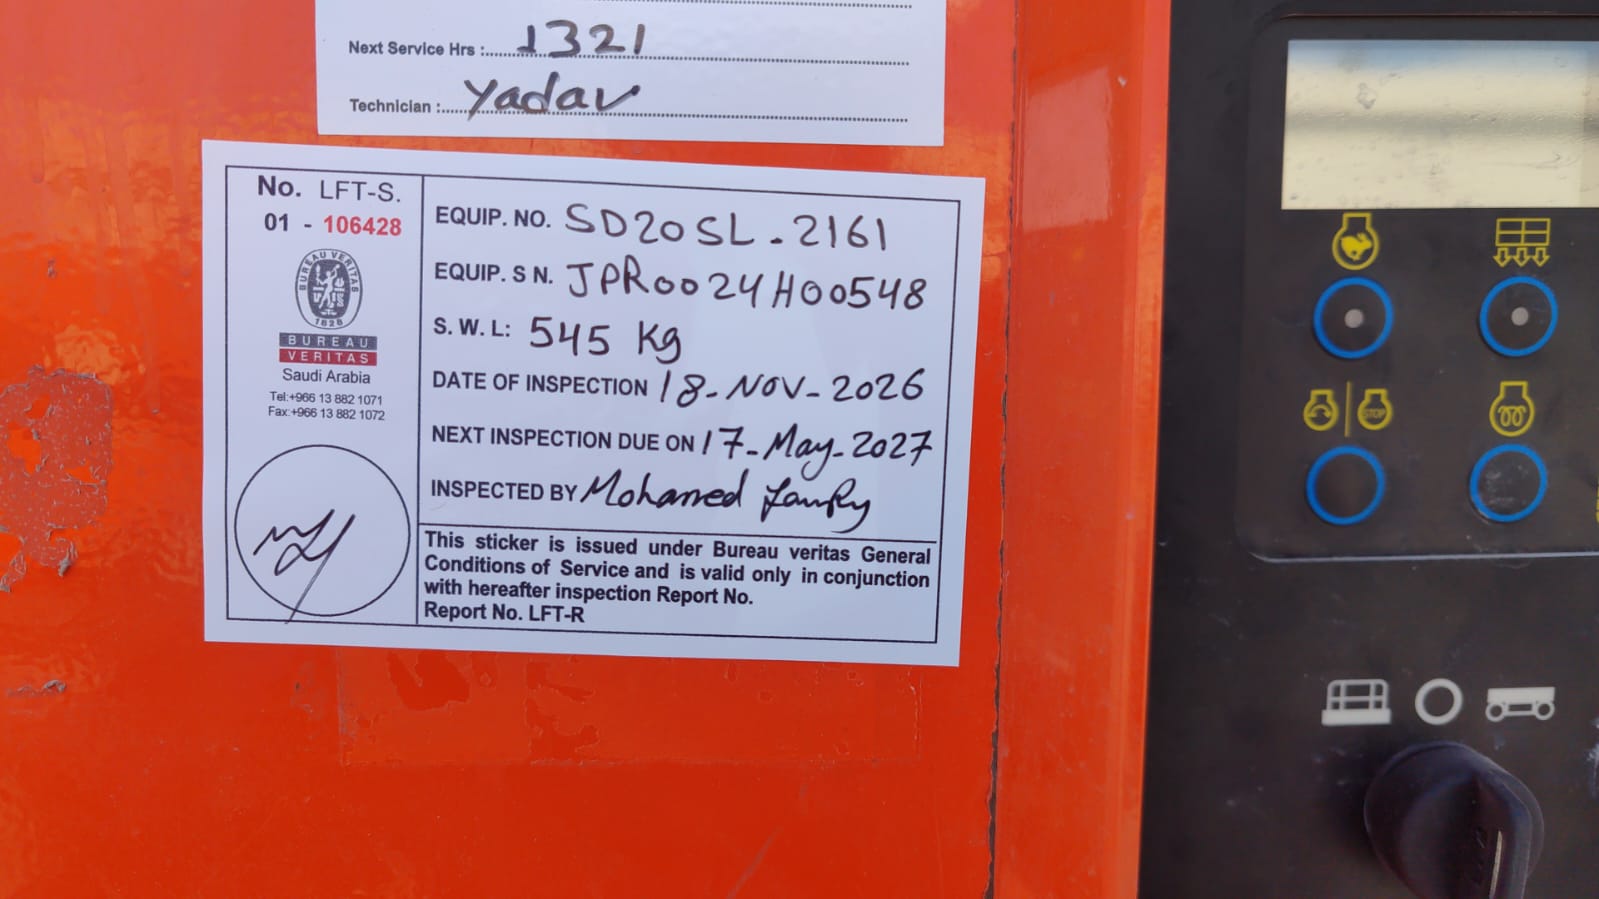 Next Service Hrs : 1321
Technician : Yadav
No. LFT-S.
01 - 106428
BUREAU VERITAS
1828
BUREAU
VERITAS
Saudi Arabia
Tel:+966 13 882 1071
Fax:+966 13 882 1072
EQUIP. NO. SD20SL-2161
EQUIP. S N. JPR0024H00548
S. W. L: 545 Kg
DATE OF INSPECTION 18-NOV-2026
NEXT INSPECTION DUE ON 17-May-2027
INSPECTED BY Mohamed
This sticker is issued under Bureau veritas General
Conditions of Service and is valid only in conjunction
with hereafter inspection Report No.
Report No. LFT-R
STOP